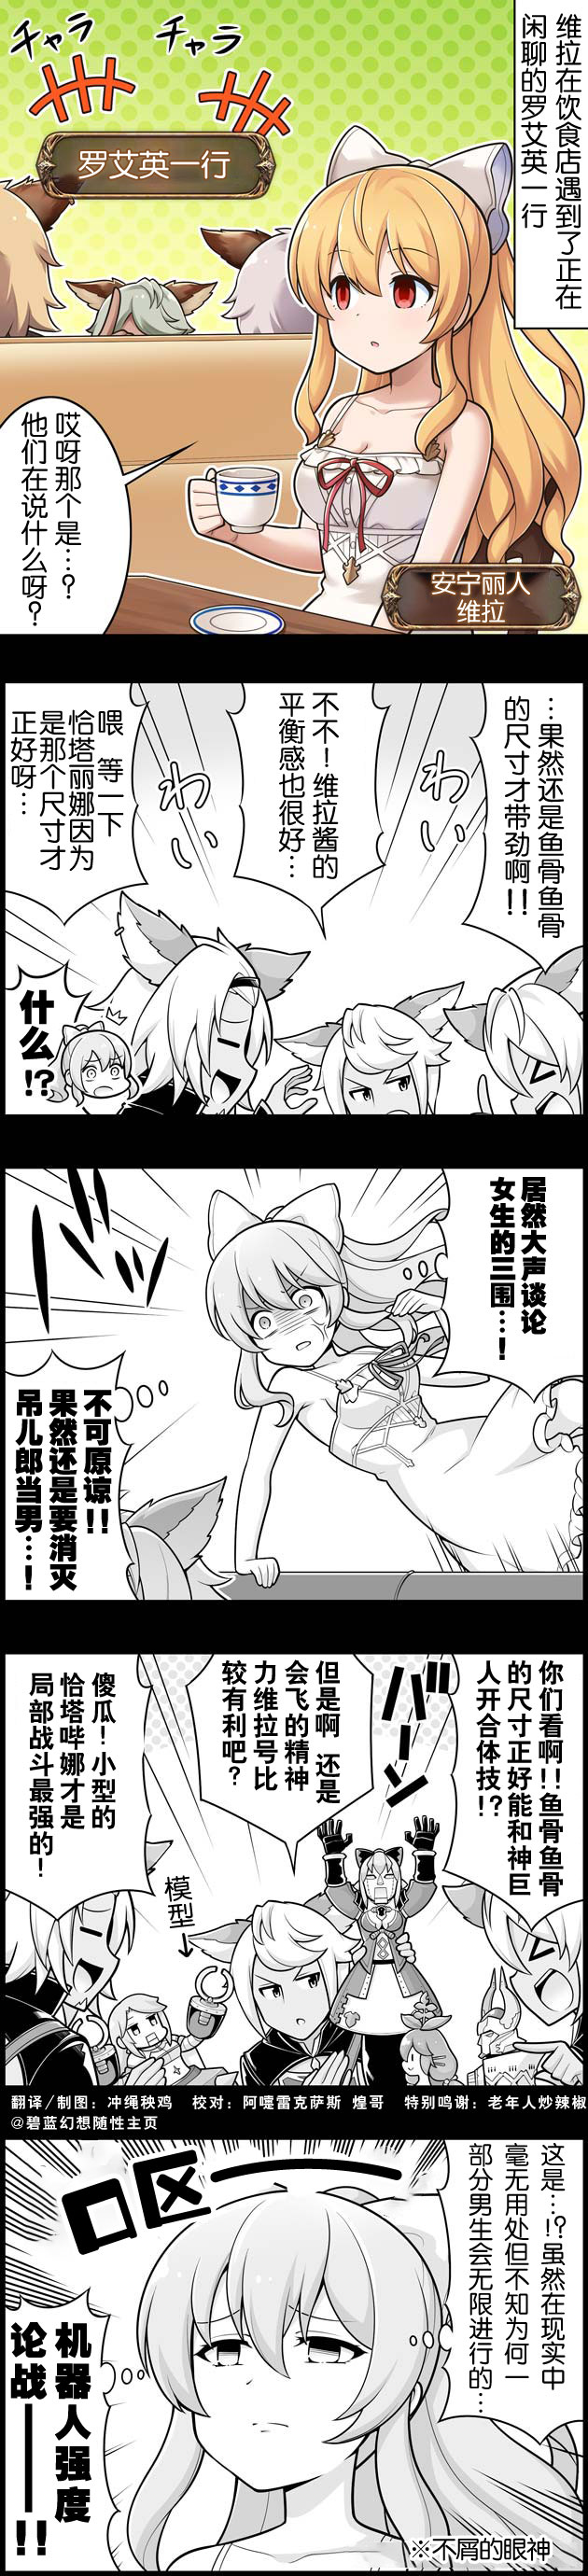 维拉在饮食店遇到了正在
闲聊的罗艾英一行
チャラ
チャラ
罗艾英一行
哎呀那个是…?
他们在说什么呀?
安宁丽人
维拉
…果然还是鱼骨鱼骨
的尺寸才带劲啊!!
わい
不不!维拉酱的
平衡感也很好…
わい
喂 等一下
恰塔丽娜因为
是那个尺寸才
正好呀…
什么!?
居然大声谈论
女生的三围…!
不可原谅!!
果然还是要消灭
吊儿郎当男…!
你们看啊!!鱼骨鱼骨
的尺寸正好能和神巨
人开合体技!?
バーン
但是啊 还是
会飞的精神
力维拉号比
较有利吧?
傻瓜!小型的
恰塔哔娜才是
局部战斗最强的!
模型
→
翻译/制图:冲绳秧鸡 校对:阿嚏雷克萨斯 煌哥 特别鸣谢:老年人炒辣椒
@碧蓝幻想随性主页
这是…!?虽然在现实中
毫无用处但不知为何一
部分男生会无限进行的…
ロボー
机器人强度
论战——!!
※不屑的眼神